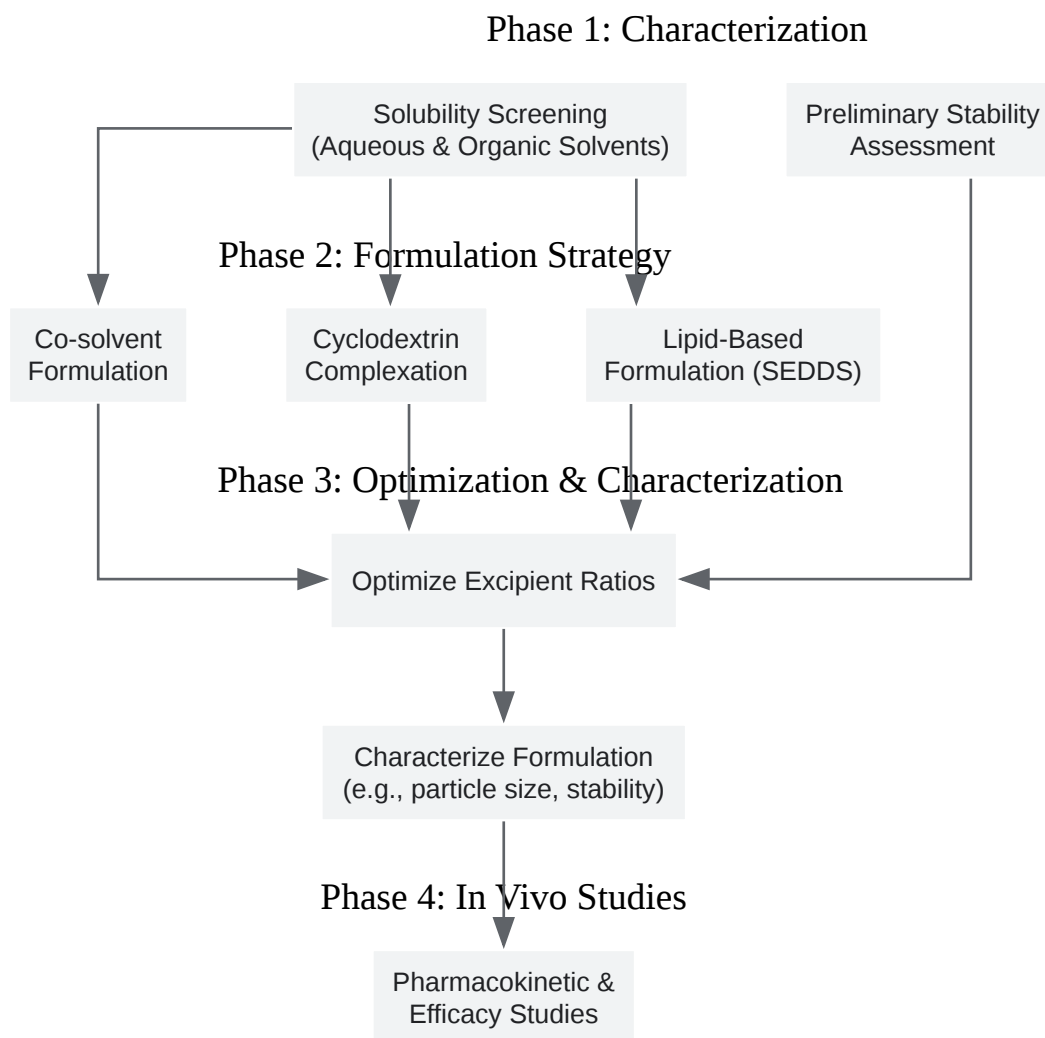 Phase 1: Characterization
Solubility Screening
(Aqueous & Organic Solvents)
Preliminary Stability
Assessment
Phase 2: Formulation Strategy
Co-solvent
Formulation
Cyclodextrin
Complexation
Lipid-Based
Formulation (SEDDS)
Phase 3: Optimization & Characterization
Optimize Excipient Ratios
Characterize Formulation
(e.g., particle size, stability)
Phase 4: In Vivo Studies
Pharmacokinetic &
Efficacy Studies